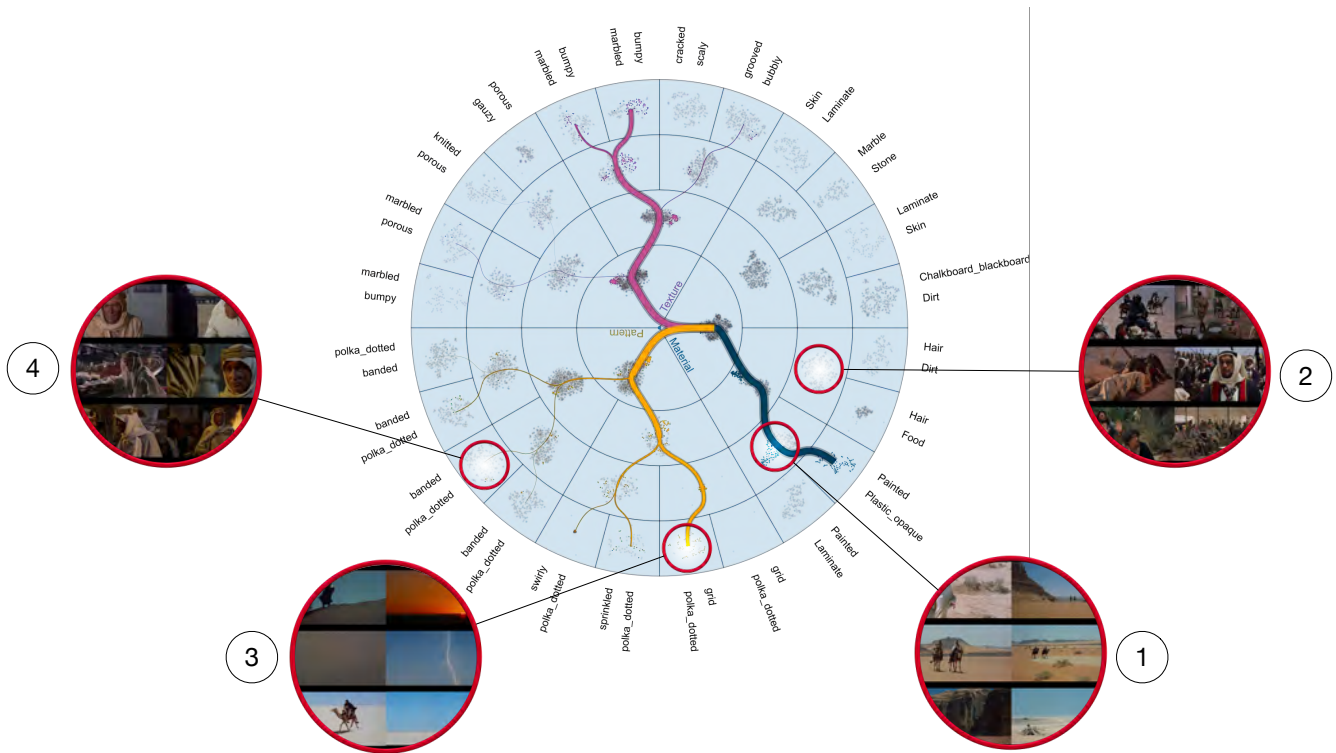 marbled
bumpy
marbled
bumpy
cracked
scaly
grooved
bubbly
Skin
Laminate
Marble
Stone
Laminate
Skin
Chalkboard_blackboard
Dirt
Hair
Dirt
Hair
Food
Painted
Plastic_opaque
Painted
Laminate
grid
polka_dotted
grid
polka_dotted
sprinkled
polka_dotted
swirly
polka_dotted
banded
polka_dotted
banded
polka_dotted
banded
polka_dotted
polka_dotted
banded
marbled
bumpy
marbled
porous
knitted
porous
porous
gauzy
Texture
Pattern
Material
4
2
3
1